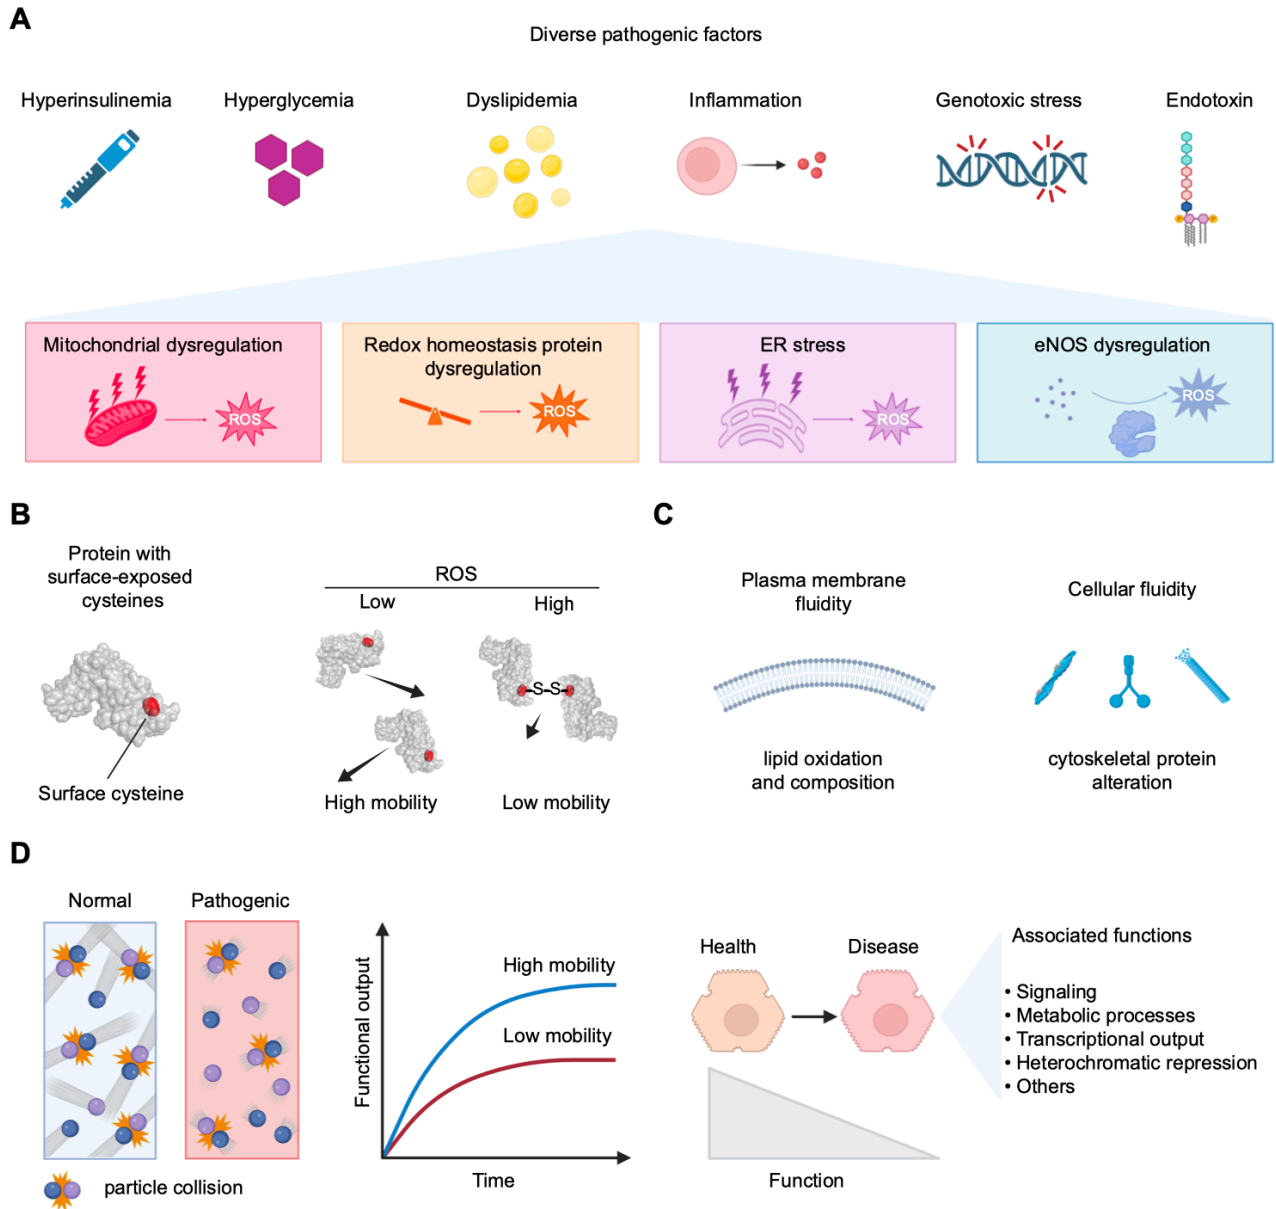 A
Diverse pathogenic factors
Hyperinsulinemia
Hyperglycemia
Dyslipidemia
Inflammation
Genotoxic stress
Endotoxin
P
P
Mitochondrial dysregulation
ROS
Redox homeostasis protein
dysregulation
ROS
ER stress
ROS
eNOS dysregulation
ROS
B
Protein with
surface-exposed
cysteines
Surface cysteine
ROS
Low
High
S–S
High mobility
Low mobility
C
Plasma membrane
fluidity
lipid oxidation
and composition
Cellular fluidity
cytoskeletal protein
alteration
D
Normal
Pathogenic
particle collision
Functional output
High mobility
Low mobility
Time
Health
Disease
Function
Associated functions
• Signaling
• Metabolic processes
• Transcriptional output
• Heterochromatic repression
• Others